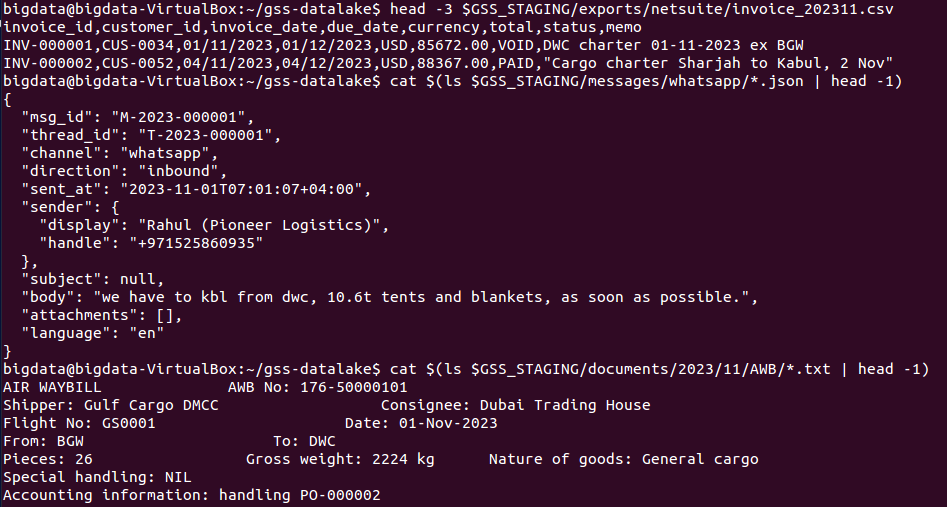 bigdata@bigdata-VirtualBox:~/gss-datalake$ head -3 $GSS_STAGING/exports/netsuite/invoice_202311.csv
invoice_id,customer_id,invoice_date,due_date,currency,total,status,memo
INV-000001,CUS-0034,01/11/2023,01/12/2023,USD,85672.00,VOID,DWC charter 01-11-2023 ex BGW
INV-000002,CUS-0052,04/11/2023,04/12/2023,USD,88367.00,PAID,"Cargo charter Sharjah to Kabul, 2 Nov"
bigdata@bigdata-VirtualBox:~/gss-datalake$ cat $(ls $GSS_STAGING/messages/whatsapp/*.json | head -1)
{
  "msg_id": "M-2023-000001",
  "thread_id": "T-2023-000001",
  "channel": "whatsapp",
  "direction": "inbound",
  "sent_at": "2023-11-01T07:01:07+04:00",
  "sender": {
    "display": "Rahul (Pioneer Logistics)",
    "handle": "+971525860935"
  },
  "subject": null,
  "body": "we have to kbl from dwc, 10.6t tents and blankets, as soon as possible.",
  "attachments": [],
  "language": "en"
}
bigdata@bigdata-VirtualBox:~/gss-datalake$ cat $(ls $GSS_STAGING/documents/2023/11/AWB/*.txt | head -1)
AIR WAYBILL               AWB No: 176-50000101
Shipper: Gulf Cargo DMCC                    Consignee: Dubai Trading House
Flight No: GS0001                       Date: 01-Nov-2023
From: BGW                       To: DWC
Pieces: 26                 Gross weight: 2224 kg      Nature of goods: General cargo
Special handling: NIL
Accounting information: handling PO-000002